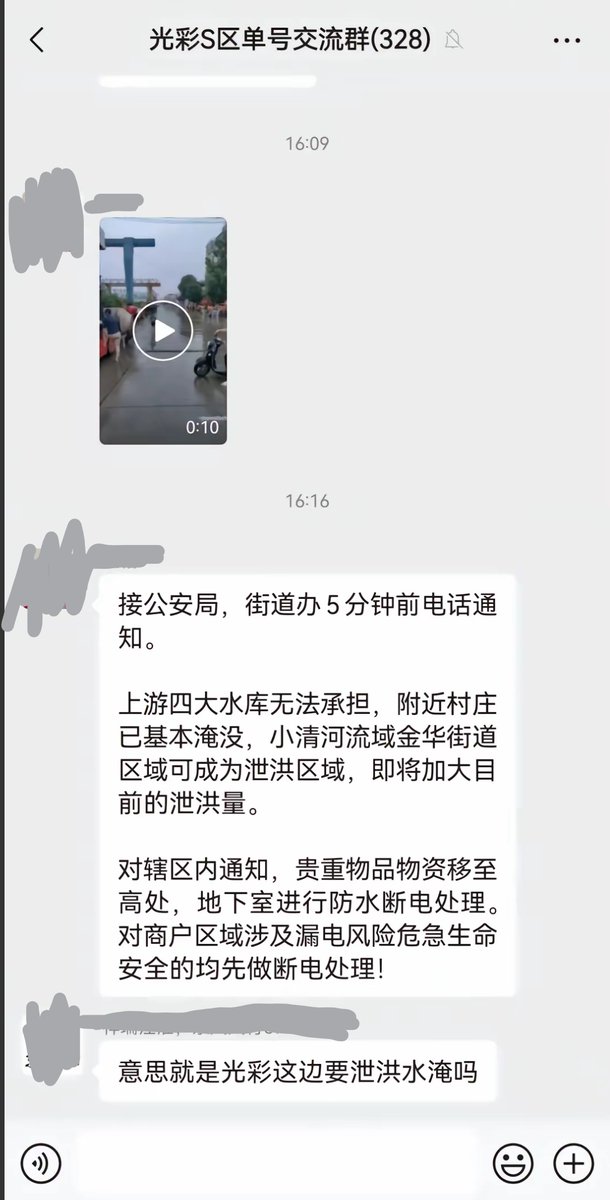 光彩S区单号交流群(328)
16:09
0:10
16:16
接公安局，街道办5分钟前电话通
知。
上游四大水库无法承担，附近村庄
已基本淹没，小清河流域金华街道
区域可成为泄洪区域，即将加大目
前的泄洪量。
对辖区内通知，贵重物品物资移至
高处，地下室进行防水断电处理。
对商户区域涉及漏电风险危急生命
安全的均先做断电处理！
意思就是光彩这边要泄洪水淹吗